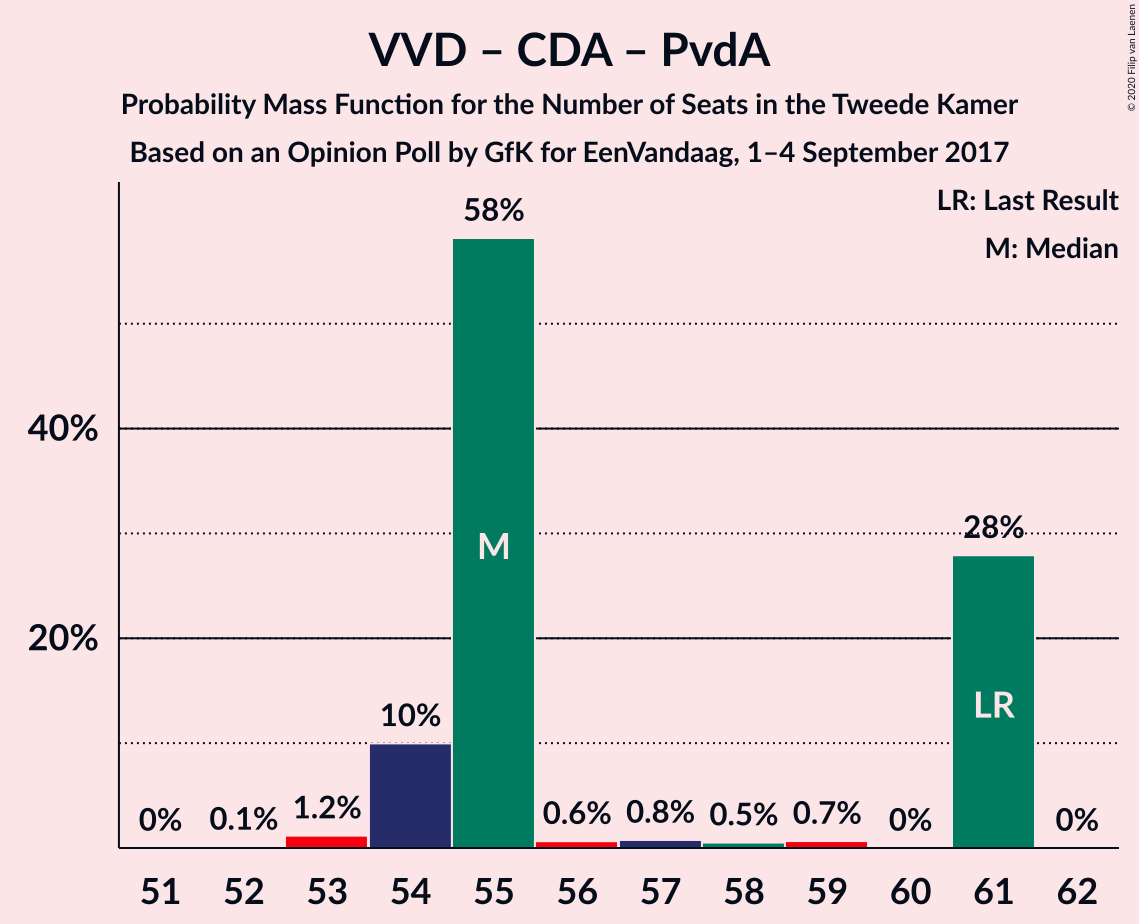 VVD – CDA – PvdA
Probability Mass Function for the Number of Seats in the Tweede Kamer
Based on an Opinion Poll by GfK for EenVandaag, 1–4 September 2017
© 2020 Filip van Laenen
LR: Last Result
M: Median
40%
20%
0%
0.1%
1.2%
10%
58%
0.6%
0.8%
0.5%
0.7%
0%
28%
0%
M
LR
51 52 53 54 55 56 57 58 59 60 61 62